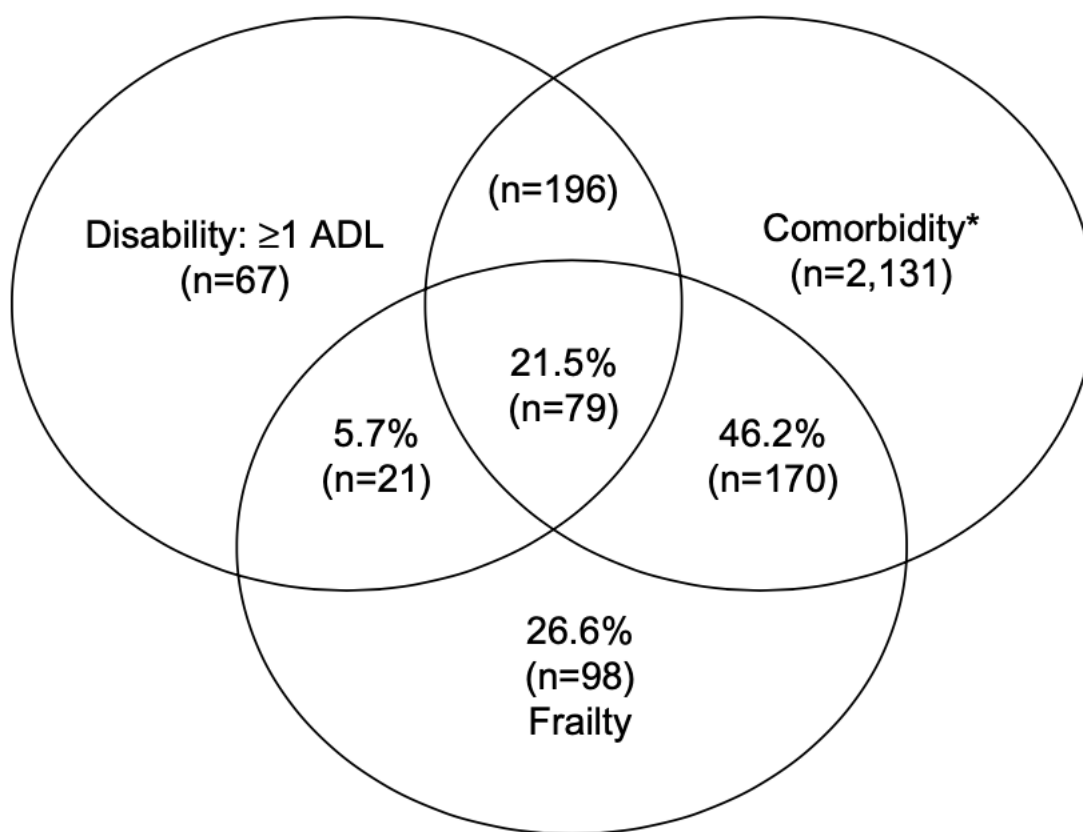 (n=196)
Disability: ≥1 ADL
(n=67)
Comorbidity*
(n=2,131)
21.5%
(n=79)
5.7%
(n=21)
46.2%
(n=170)
26.6%
(n=98)
Frailty